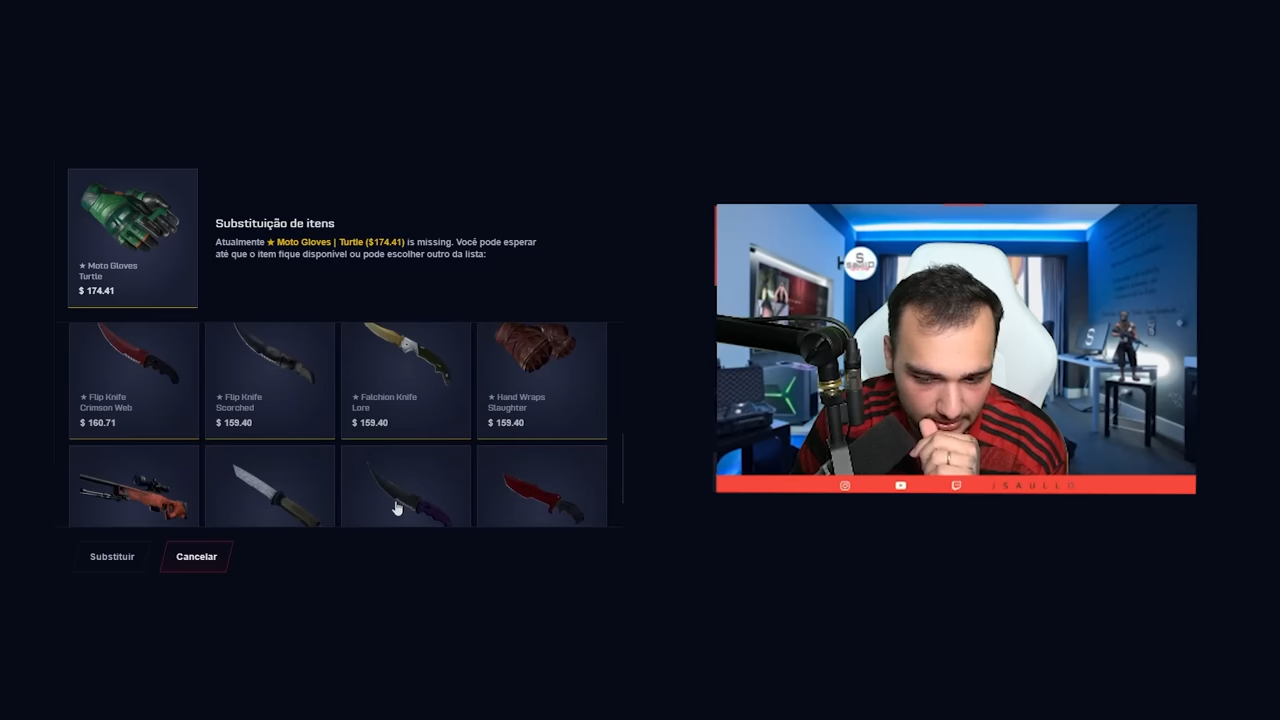 Substituição de itens
Atualmente ★ Moto Gloves | Turtle ($174.41) is missing. Você pode esperar
até que o item fique disponível ou pode escolher outro da lista:
★ Moto Gloves
Turtle
$ 174.41
★ Flip Knife
Crimson Web
$ 160.71
★ Flip Knife
Scorched
$ 159.40
★ Falchion Knife
Lore
$ 159.40
★ Hand Wraps
Slaughter
$ 159.40
Substituir
Cancelar
S
S
/SAULLO